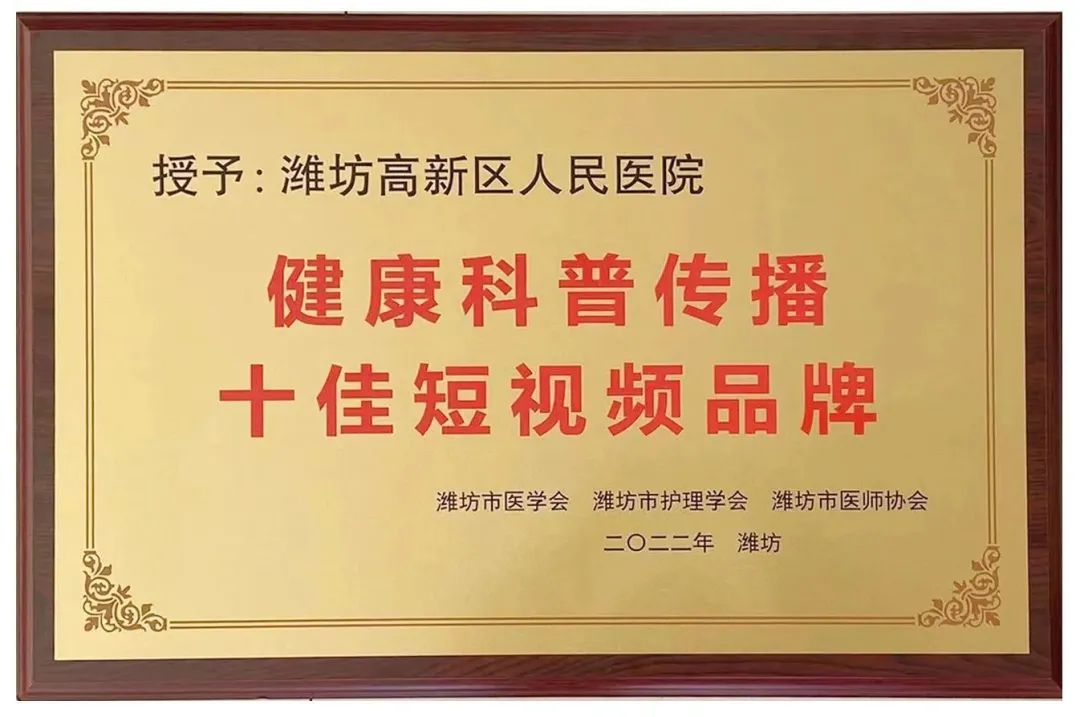 授予：潍坊高新区人民医院
健康科普传播
十佳短视频品牌
潍坊市医学会 潍坊市护理学会 潍坊市医师协会
二〇二二年 潍坊